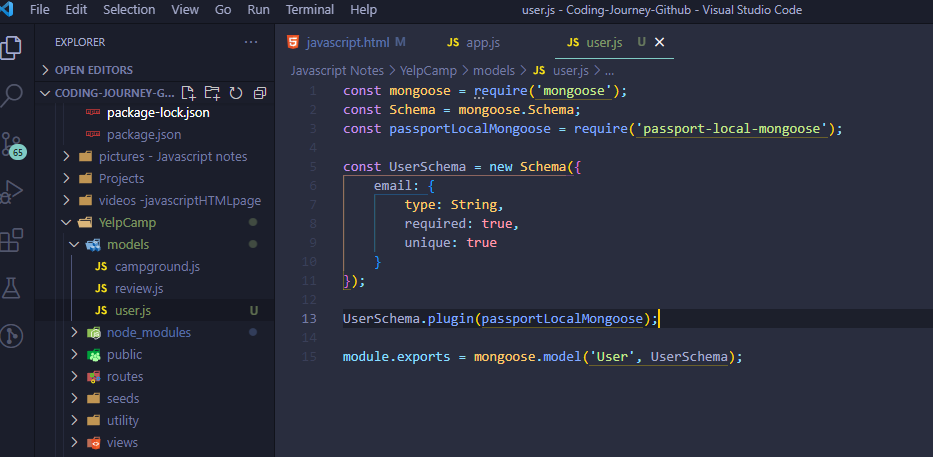 File Edit Selection View Go Run Terminal Help user.js - Coding-Journey-Github - Visual Studio Code
EXPLORER ...
OPEN EDITORS
CODING-JOURNEY-G...
package-lock.json
package.json
pictures - Javascript notes
Projects
videos -javascriptHTMLpage
YelpCamp
models
JS campground.js
JS review.js
JS user.js U
node_modules
public
routes
seeds
utility
views
65
javascript.html M JS app.js JS user.js U
Javascript Notes > YelpCamp > models > JS user.js > ...
1 const mongoose = require('mongoose');
2 const Schema = mongoose.Schema;
3 const passportLocalMongoose = require('passport-local-mongoose');
4
5 const UserSchema = new Schema({
6 email: {
7 type: String,
8 required: true,
9 unique: true
10 }
11 });
12
13 UserSchema.plugin(passportLocalMongoose);
14
15 module.exports = mongoose.model('User', UserSchema);